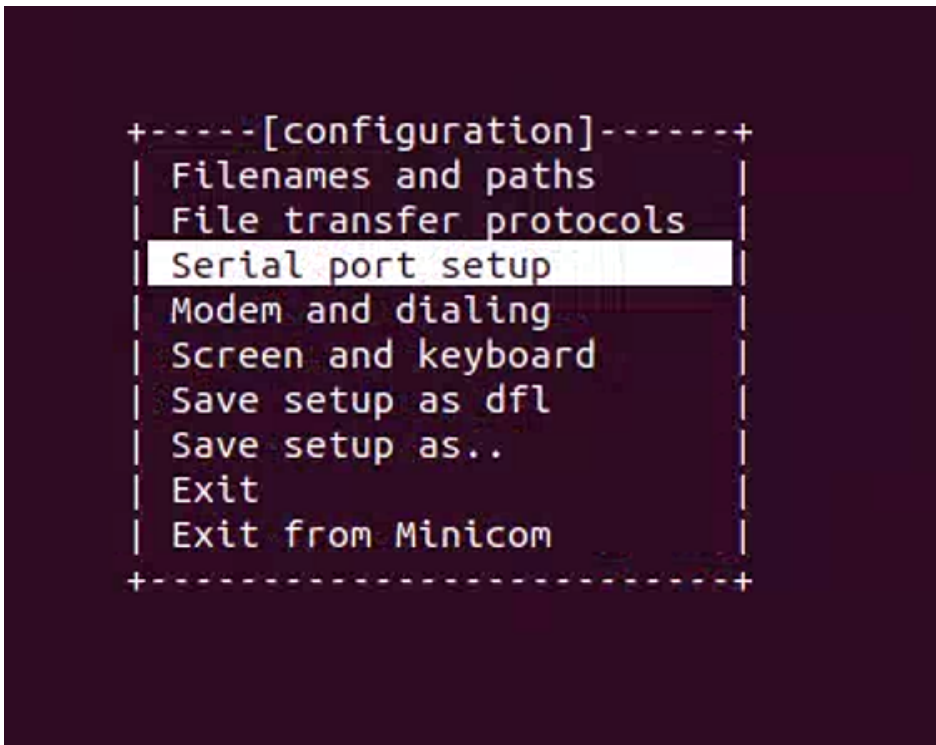 +-----[configuration]------+
| Filenames and paths |
| File transfer protocols |
| Serial port setup |
| Modem and dialing |
| Screen and keyboard |
| Save setup as dfl |
| Save setup as.. |
| Exit |
| Exit from Minicom |
+--------------------------+